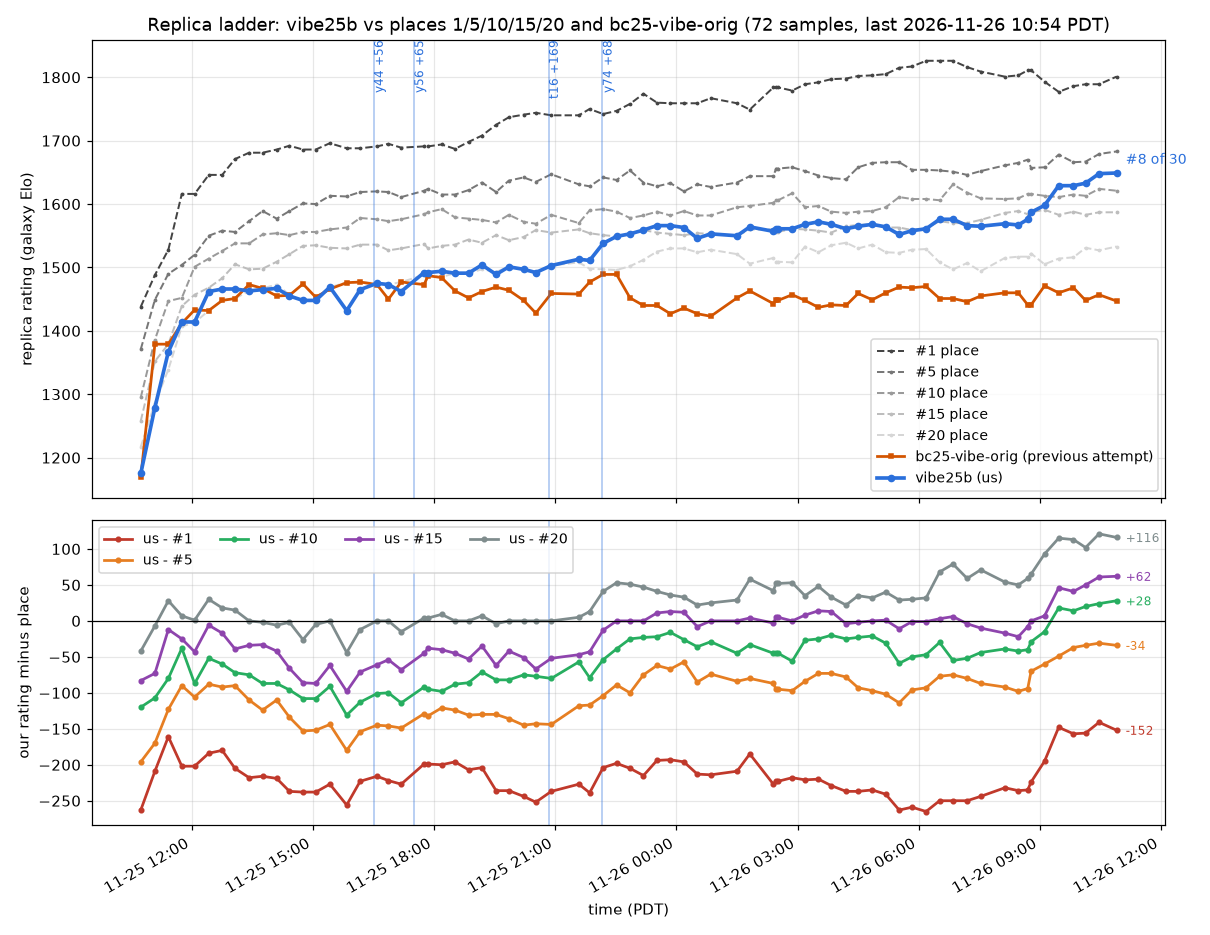 Replica ladder: vibe25b vs places 1/5/10/15/20 and bc25-vibe-orig (72 samples, last 2026-11-26 10:54 PDT)
y44 +56
y56 +65
t16 +169
y74 +68
#8 of 30
replica rating (galaxy Elo)
1800
1700
1600
1500
1400
1300
1200
#1 place
#5 place
#10 place
#15 place
#20 place
bc25-vibe-orig (previous attempt)
vibe25b (us)
us - #1
us - #5
us - #10
us - #15
us - #20
our rating minus place
100
50
0
−50
−100
−150
−200
−250
+116
+62
+28
-34
-152
11-25 12:00
11-25 15:00
11-25 18:00
11-25 21:00
11-26 00:00
11-26 03:00
11-26 06:00
11-26 09:00
11-26 12:00
time (PDT)